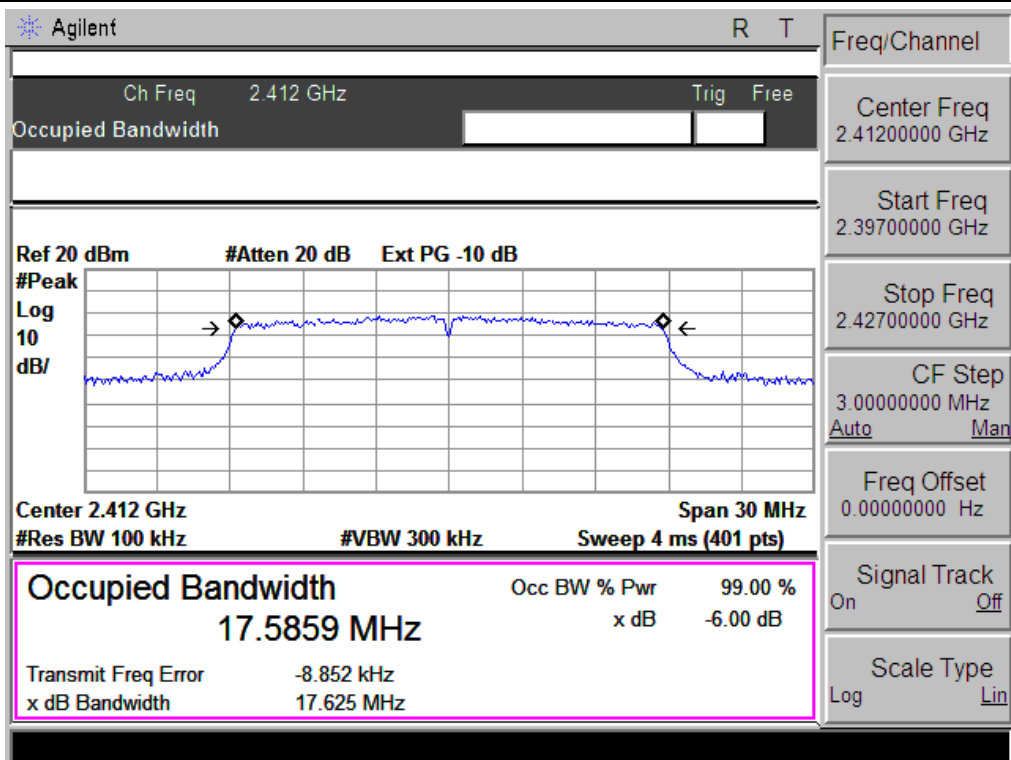 Agilent R T
Ch Freq 2.412 GHz Trig Free
Occupied Bandwidth
Ref 20 dBm #Atten 20 dB Ext PG -10 dB
#Peak
Log
10
dB/
Center 2.412 GHz Span 30 MHz
#Res BW 100 kHz #VBW 300 kHz Sweep 4 ms (401 pts)
Occupied Bandwidth Occ BW % Pwr 99.00 %
17.5859 MHz x dB -6.00 dB
Transmit Freq Error -8.852 kHz
x dB Bandwidth 17.625 MHz
Freq/Channel
Center Freq
2.41200000 GHz
Start Freq
2.39700000 GHz
Stop Freq
2.42700000 GHz
CF Step
3.00000000 MHz
Auto Man
Freq Offset
0.00000000 Hz
Signal Track
On Off
Scale Type
Log Lin